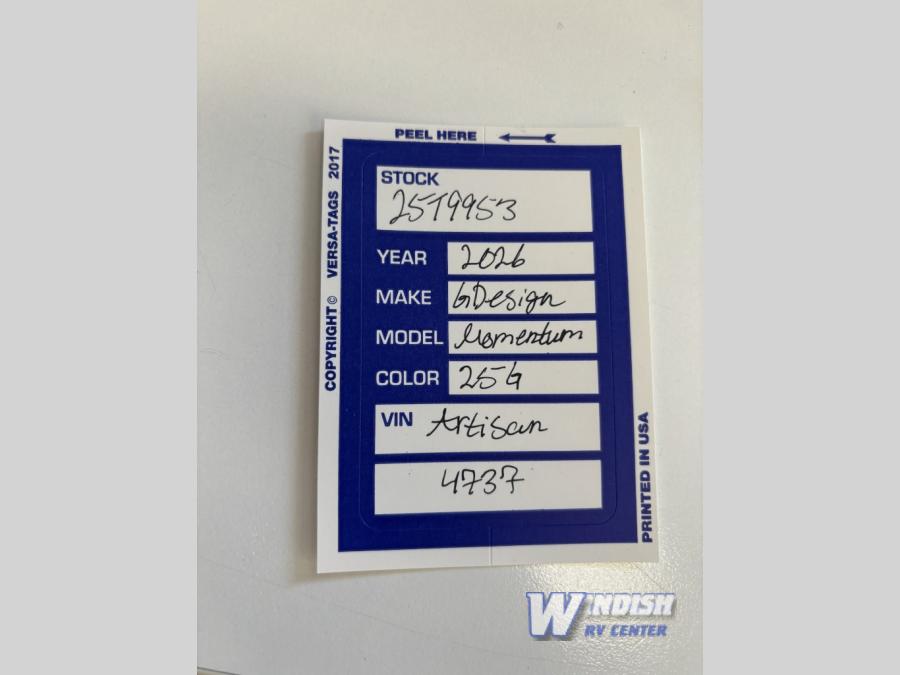 PEEL HERE
COPYRIGHT© VERSA-TAGS 2017
STOCK
25T9953
YEAR 2026
MAKE GDesign
MODEL Momentum
COLOR 25G
VIN Artisan
4737
PRINTED IN USA
WINDISH
RV CENTER